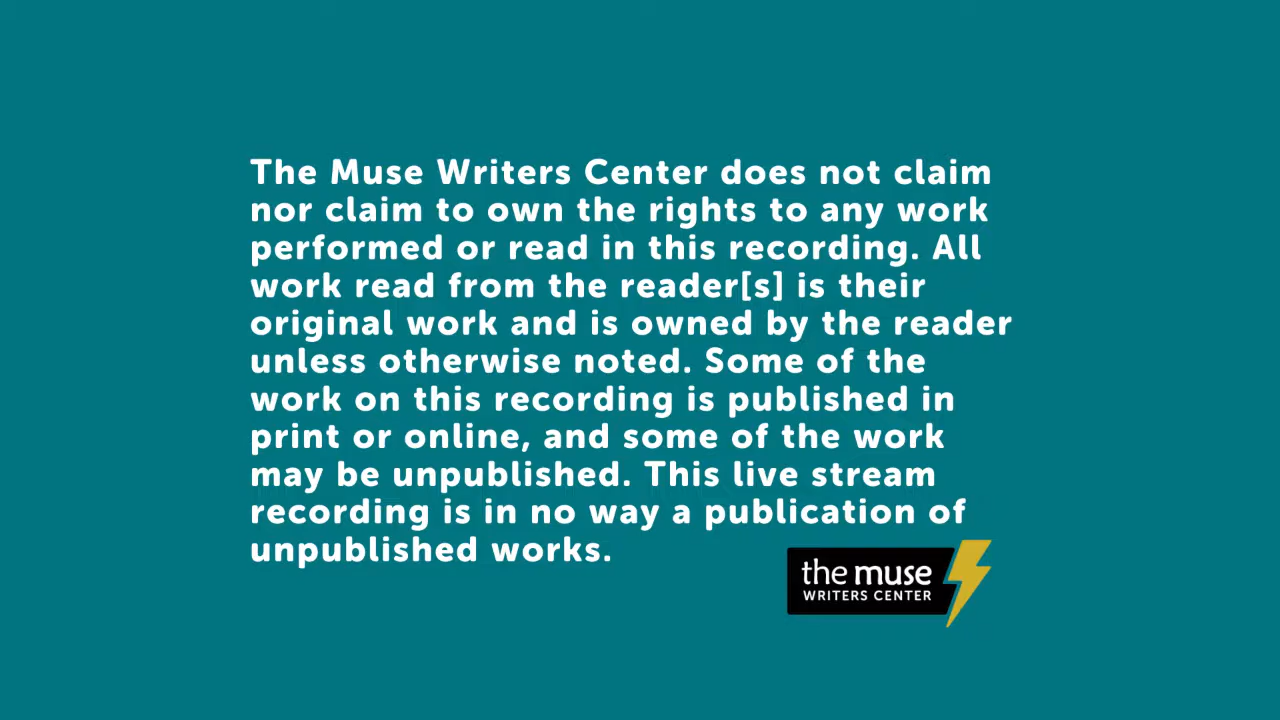 The Muse Writers Center does not claim
nor claim to own the rights to any work
performed or read in this recording. All
work read from the reader[s] is their
original work and is owned by the reader
unless otherwise noted. Some of the
work on this recording is published in
print or online, and some of the work
may be unpublished. This live stream
recording is in no way a publication of
unpublished works.
the muse
WRITERS CENTER